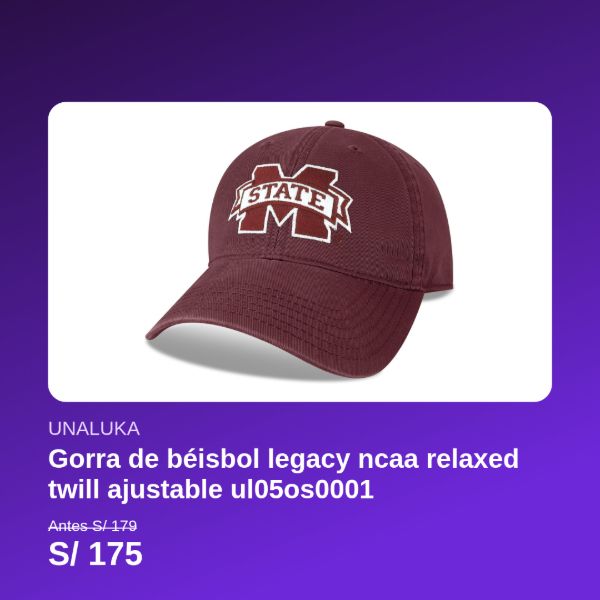 STATE
UNALUKA
Gorra de béisbol legacy ncaa relaxed
twill ajustable ul05os0001
Antes S/ 179
S/ 175